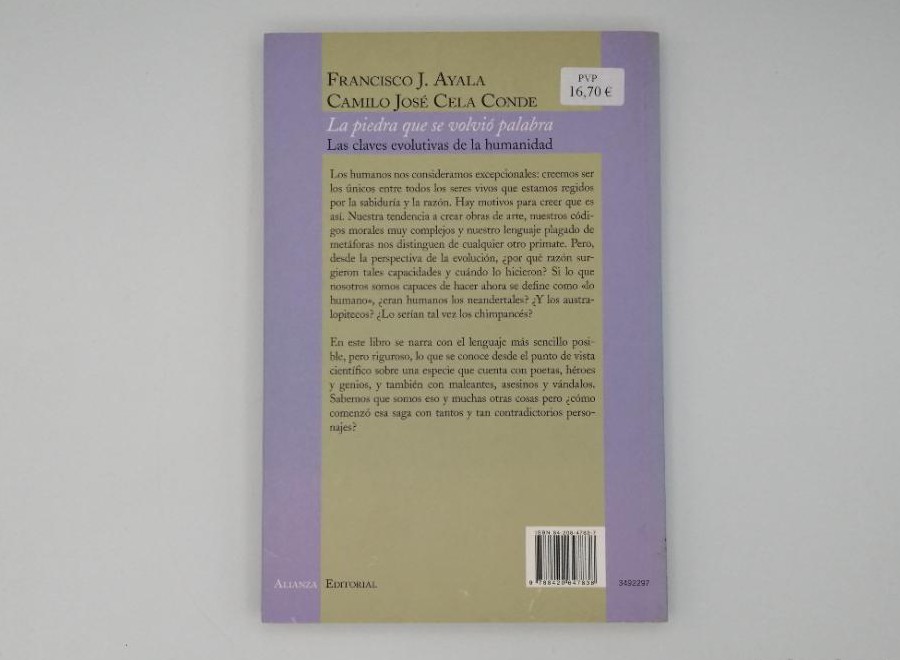 FRANCISCO J. AYALA
CAMILO JOSÉ CELA CONDE
PVP
16,70 €
La piedra que se volvió palabra
Las claves evolutivas de la humanidad
Los humanos nos consideramos excepcionales: creemos ser
los únicos entre todos los seres vivos que estamos regidos
por la sabiduría y la razón. Hay motivos para creer que es
así. Nuestra tendencia a crear obras de arte, nuestros códi-
gos morales muy complejos y nuestro lenguaje plagado de
metáforas nos distinguen de cualquier otro primate. Pero,
desde la perspectiva de la evolución, ¿por qué razón sur-
gieron tales capacidades y cuándo lo hicieron? Si lo que
nosotros somos capaces de hacer ahora se define como «lo
humano», ¿eran humanos los neandertales? ¿Y los austra-
lopitecos? ¿Lo serían tal vez los chimpancés?
En este libro se narra con el lenguaje más sencillo posi-
ble, pero riguroso, lo que se conoce desde el punto de vista
científico sobre una especie que cuenta con poetas, héroes
y genios, y también con maleantes, asesinos y vándalos.
Sabemos que somos eso y muchas otras cosas pero ¿cómo
comenzó esa saga con tantos y tan contradictorios perso-
najes?
ISBN 84-206-4783-7
9 788420 647838
3492297
ALIANZA EDITORIAL